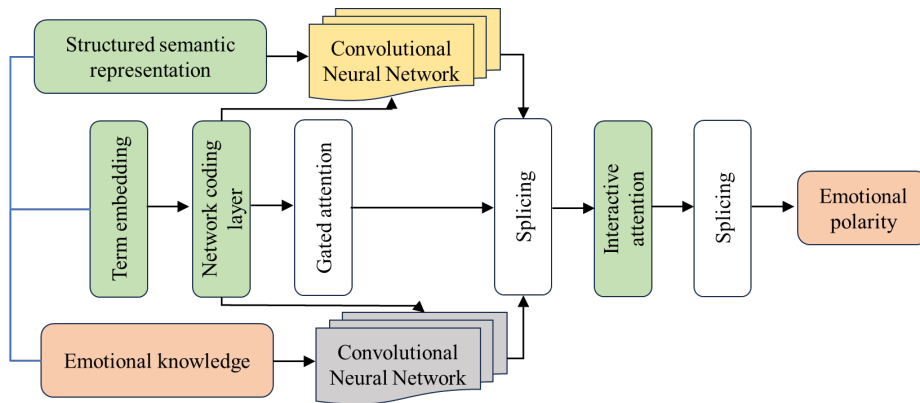 Structured semantic
representation
Convolutional
Neural Network
Term embedding
Network coding
layer
Gated attention
Splicing
Interactive
attention
Splicing
Emotional
polarity
Emotional knowledge
Convolutional
Neural Network